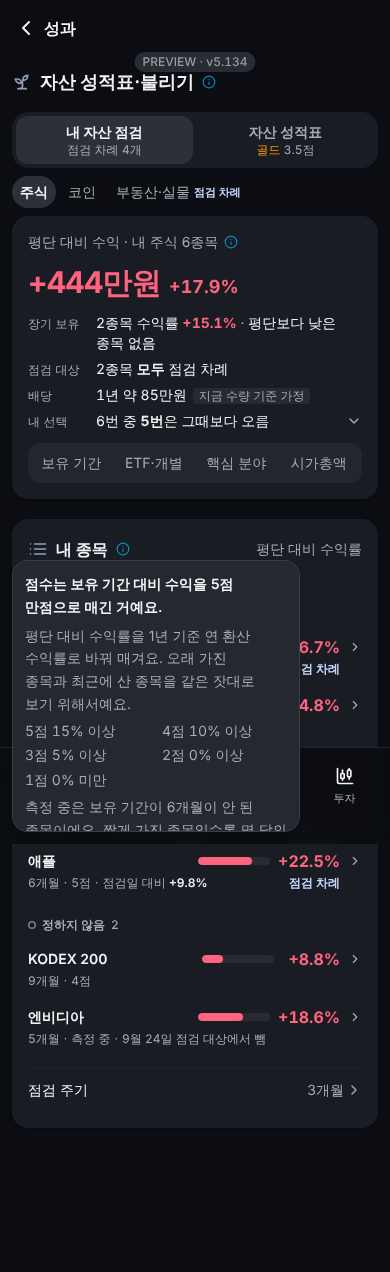 성과
PREVIEW · v5.134
자산 성적표·불리기
내 자산 점검
점검 차례 4개
자산 성적표
골드 3.5점
주식
코인
부동산·실물 점검 차례
평단 대비 수익 · 내 주식 6종목
+444만원 +17.9%
장기 보유 2종목 수익률 +15.1% · 평단보다 낮은
종목 없음
점검 대상 2종목 모두 점검 차례
배당 1년 약 85만원 지금 수량 기준 가정
내 선택 6번 중 5번은 그때보다 오름
보유 기간 ETF·개별 핵심 분야 시가총액
내 종목
평단 대비 수익률
점수는 보유 기간 대비 수익을 5점
만점으로 매긴 거예요.
평단 대비 수익률을 1년 기준 연 환산
수익률로 바꿔 매겨요. 오래 가진
종목과 최근에 산 종목을 같은 잣대로
보기 위해서예요.
5점 15% 이상 4점 10% 이상
3점 5% 이상 2점 0% 이상
1점 0% 미만
측정 중은 보유 기간이 6개월이 안 된
6.7%
검 차례
4.8%
투자
애플 +22.5%
6개월 · 5점 · 점검일 대비 +9.8% 점검 차례
정하지 않음 2
KODEX 200 +8.8%
9개월 · 4점
엔비디아 +18.6%
5개월 · 측정 중 · 9월 24일 점검 대상에서 뺌
점검 주기 3개월